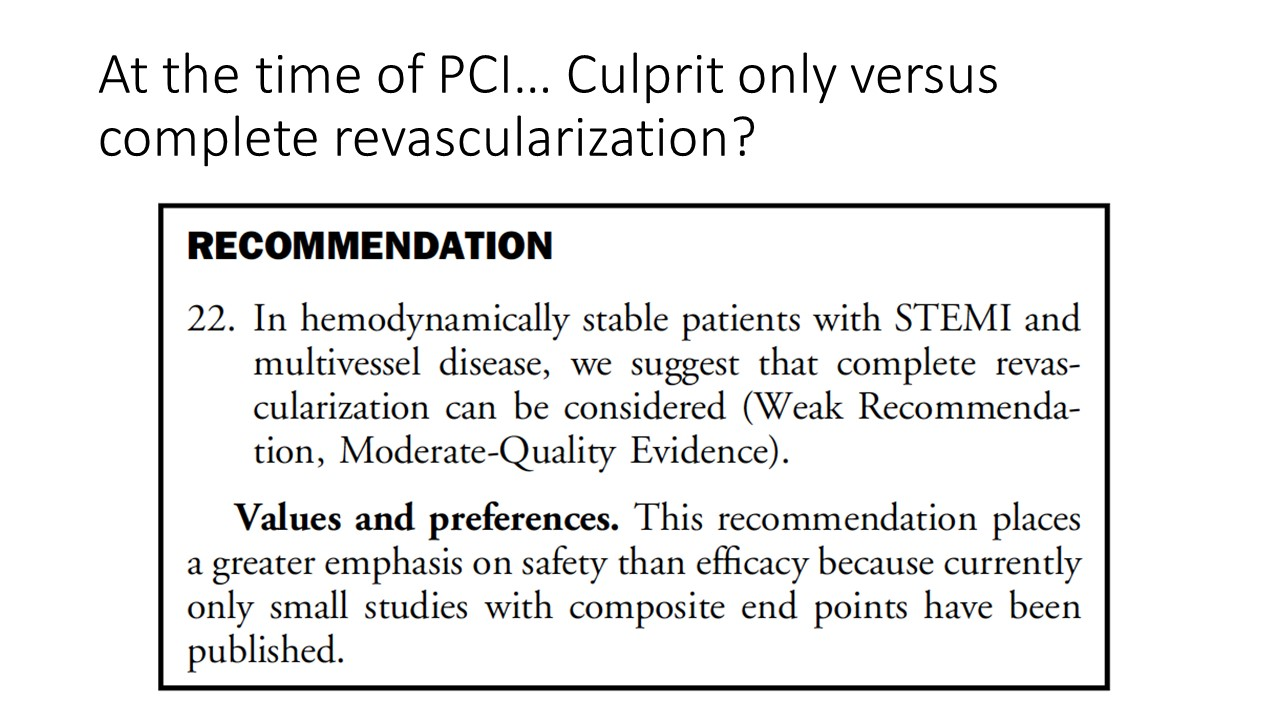 At the time of PCI... Culprit only versus
complete revascularization?
RECOMMENDATION
22. In hemodynamically stable patients with STEMI and
multivessel disease, we suggest that complete revas-
cularization can be considered (Weak Recommenda-
tion, Moderate-Quality Evidence).
Values and preferences. This recommendation places
a greater emphasis on safety than efficacy because currently
only small studies with composite end points have been
published.